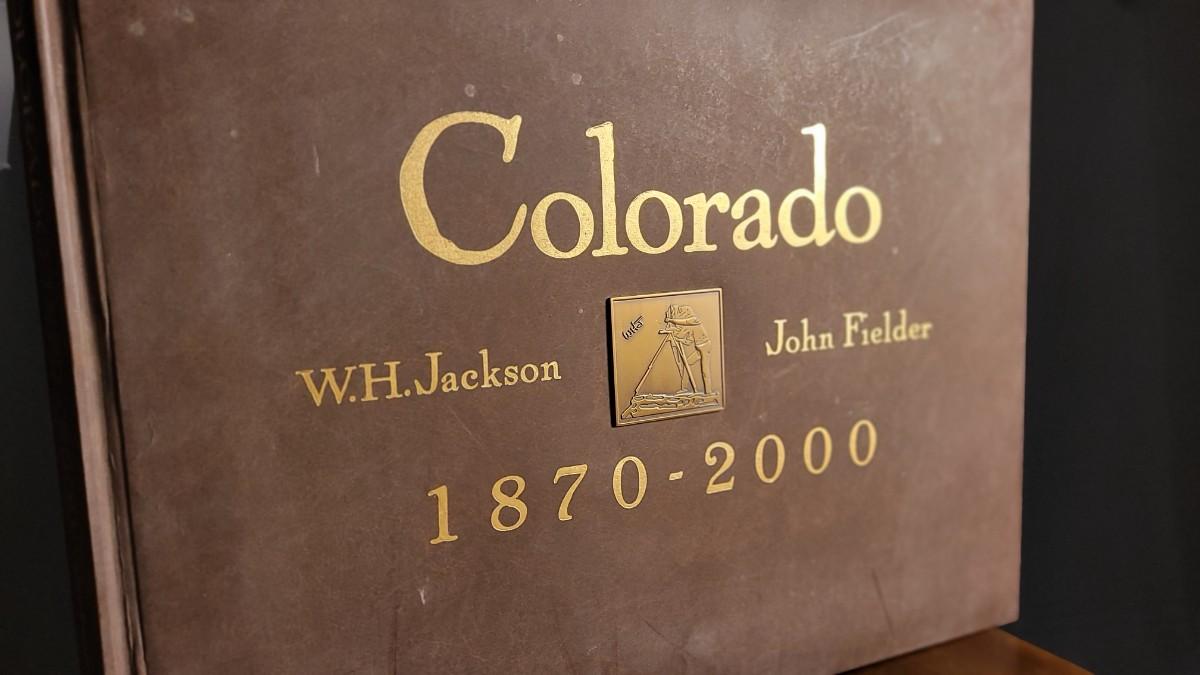 Colorado
W.H. Jackson
John Fielder
1870-2000